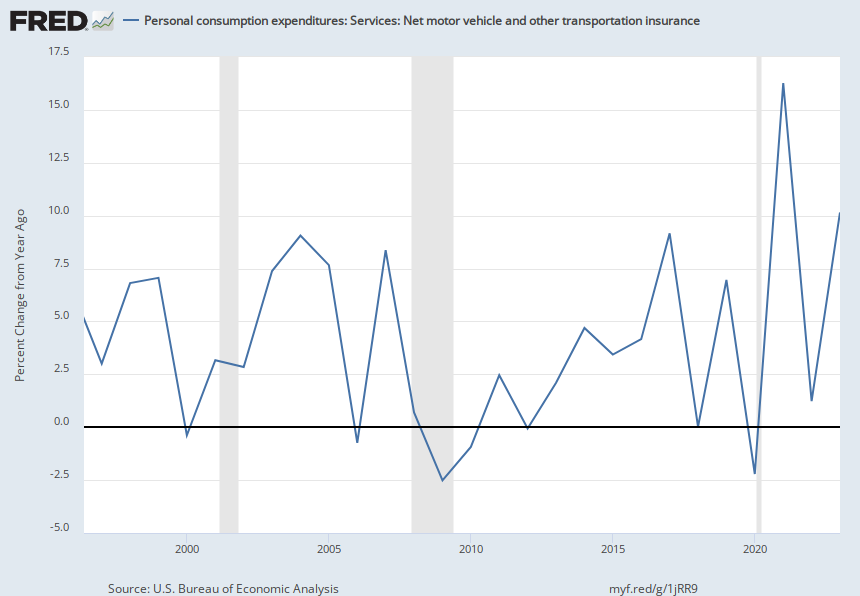 FRED
Personal consumption expenditures: Services: Net motor vehicle and other transportation insurance
17.5
15.0
12.5
10.0
7.5
5.0
2.5
0.0
-2.5
-5.0
Percent Change from Year Ago
2000 2005 2010 2015 2020
Source: U.S. Bureau of Economic Analysis myf.red/g/1jRR9